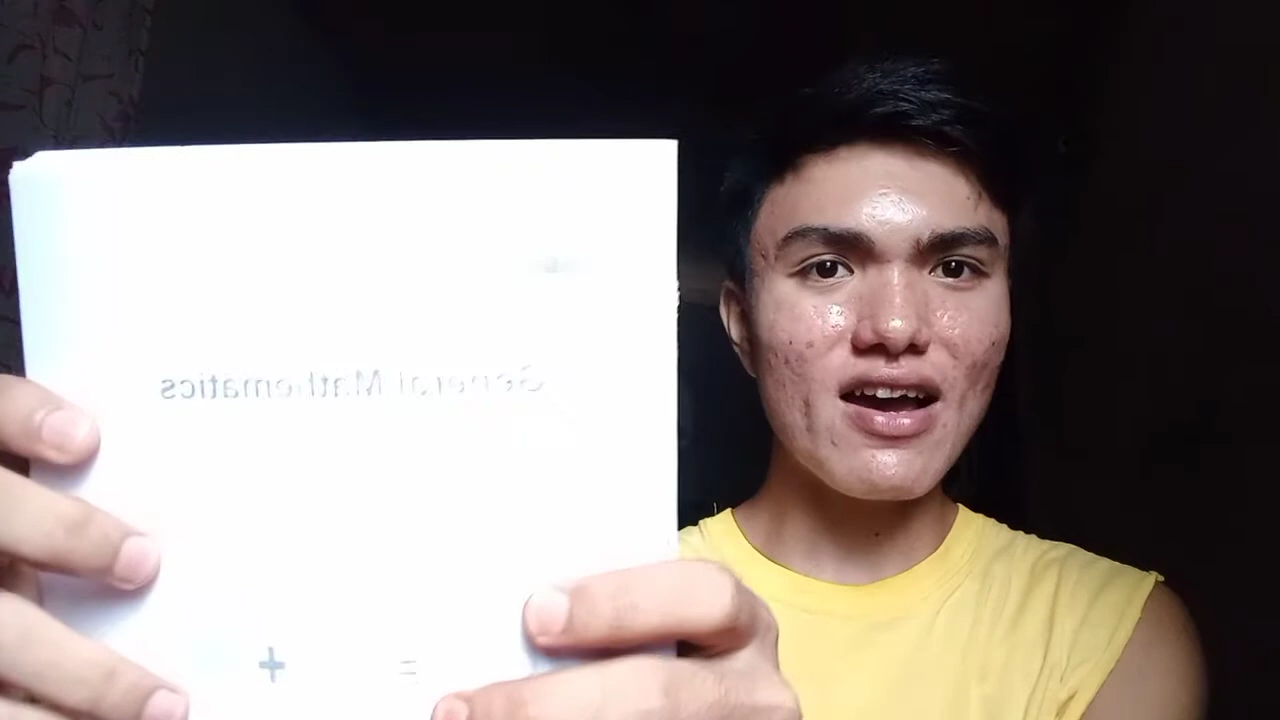 General Mathematics
= +